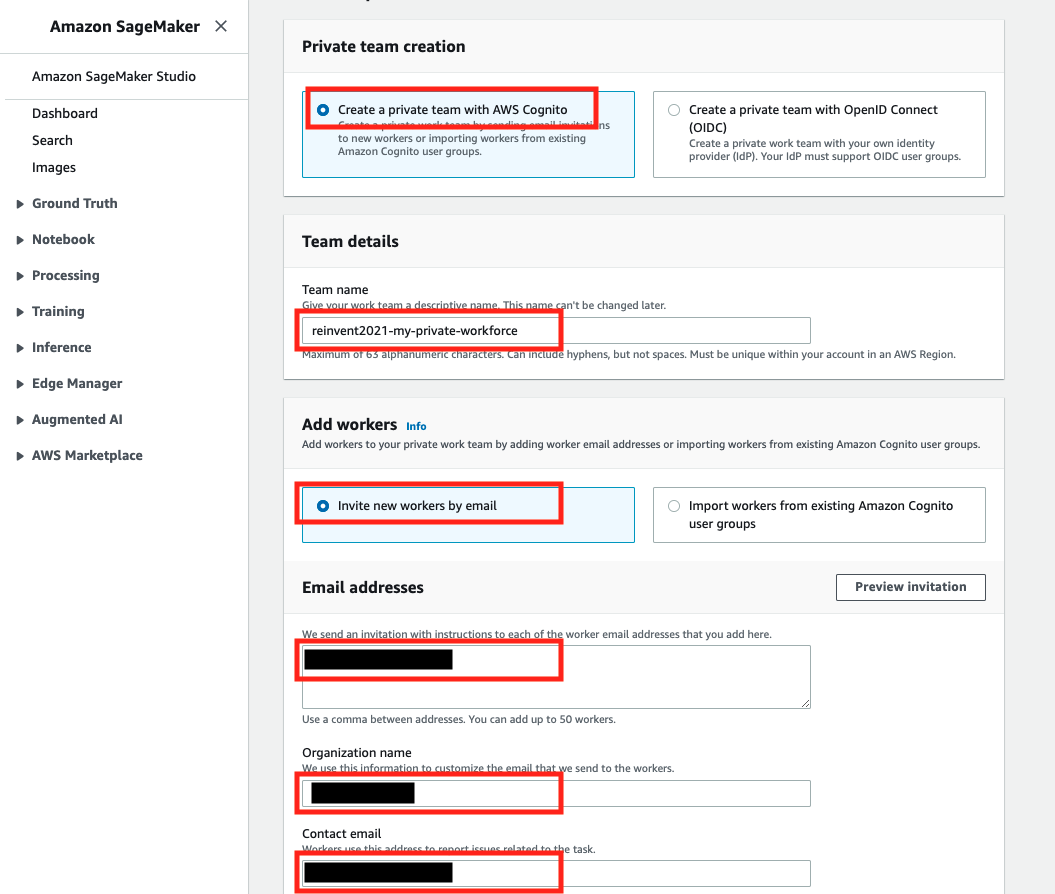 Amazon SageMaker
Amazon SageMaker Studio
Dashboard
Search
Images
Ground Truth
Notebook
Processing
Training
Inference
Edge Manager
Augmented AI
AWS Marketplace
Private team creation
Create a private team with AWS Cognito
Create a private work team by sending email invitations
to new workers or importing workers from existing
Amazon Cognito user groups.
Create a private team with OpenID Connect
(OIDC)
Create a private work team with your own identity
provider (IdP). Your IdP must support OIDC user groups.
Team details
Team name
Give your work team a descriptive name. This name can't be changed later.
reinvent2021-my-private-workforce
Maximum of 63 alphanumeric characters. Can include hyphens, but not spaces. Must be unique within your account in an AWS Region.
Add workers Info
Add workers to your private work team by adding worker email addresses or importing workers from existing Amazon Cognito user groups.
Invite new workers by email
Import workers from existing Amazon Cognito
user groups
Email addresses
Preview invitation
We send an invitation with instructions to each of the worker email addresses that you add here.
Use a comma between addresses. You can add up to 50 workers.
Organization name
We use this information to customize the email that we send to the workers.
Contact email
Workers use this address to report issues related to the task.